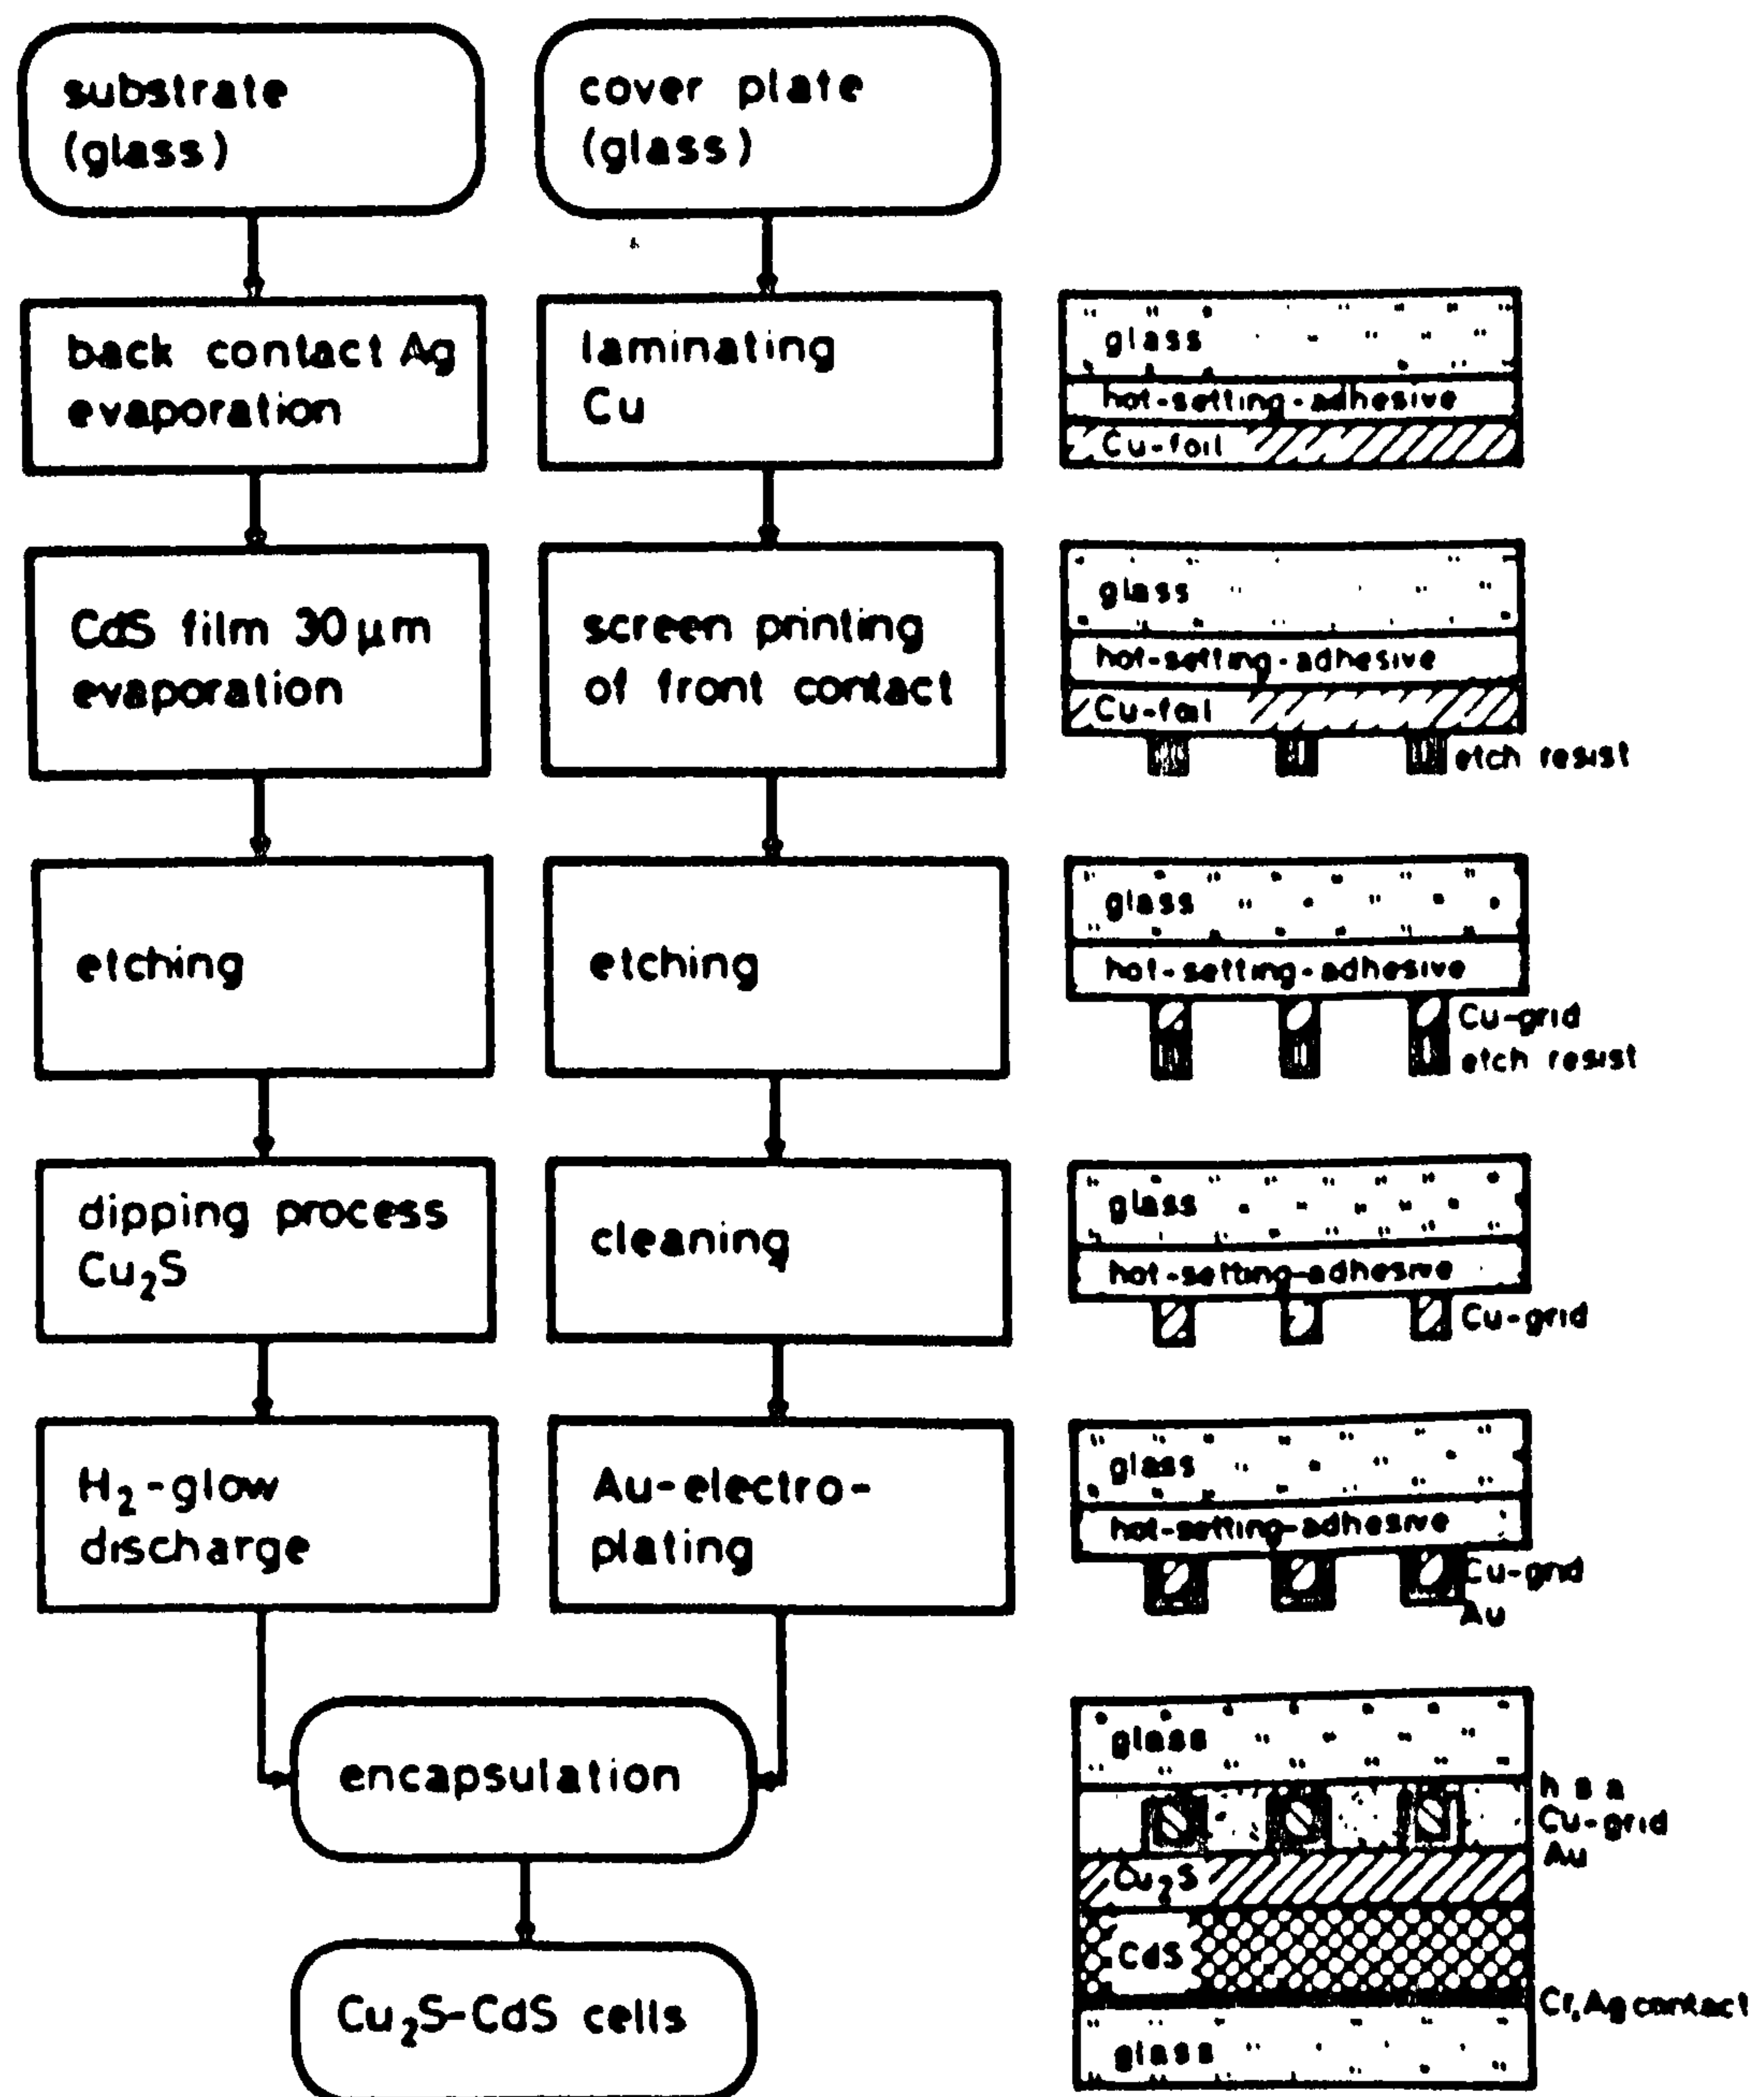 substrate
(glass)
cover plate
(glass)
back contact Ag
evaporation
laminating
Cu
glass
hot-setting-adhesive
Cu-foil
CdS film 30 µm
evaporation
screen printing
of front contact
glass
hot-setting-adhesive
Cu-foil
etch resist
etching
etching
glass
hot-setting-adhesive
Cu-grid
etch resist
dipping process
Cu₂S
cleaning
glass
hot-setting-adhesive
Cu-grid
H₂-glow
discharge
Au-electro-
plating
glass
hot-setting-adhesive
Cu-grid
Au
encapsulation
glass
h s a
Cu-grid
Au
Cu₂S
CdS
Cr,Ag contact
glass
Cu₂S-CdS cells